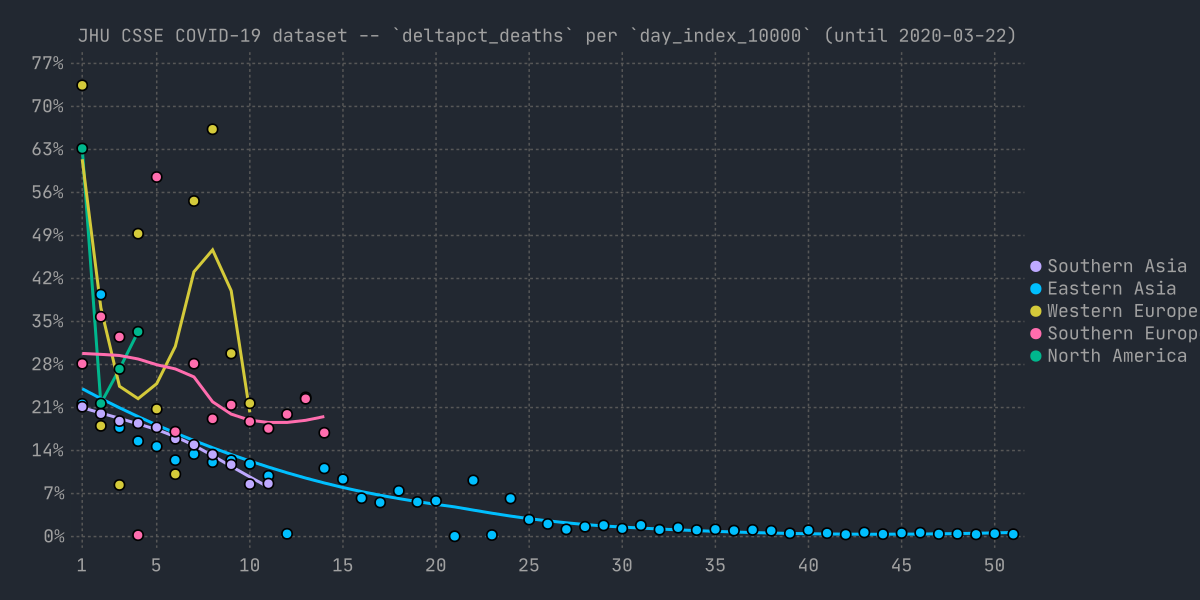 JHU CSSE COVID-19 dataset -- `deltapct_deaths` per `day_index_10000` (until 2020-03-22)
77%
70%
63%
56%
49%
42%
35%
28%
21%
14%
7%
0%
1 5 10 15 20 25 30 35 40 45 50
Southern Asia
Eastern Asia
Western Europe
Southern Europ
North America